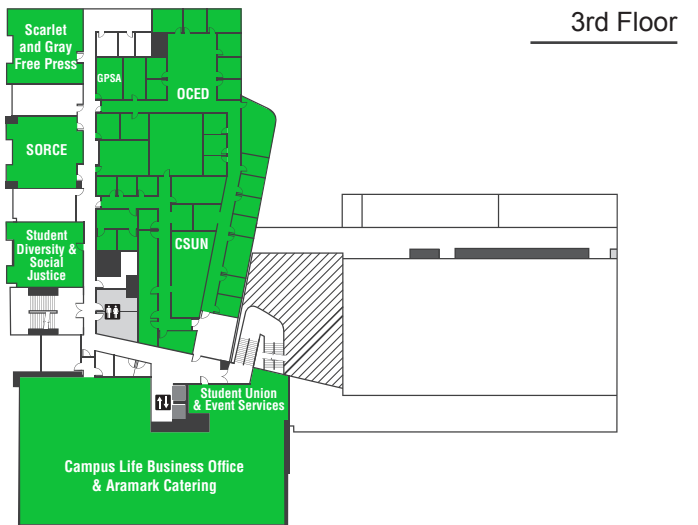 3rd Floor
Scarlet
and Gray
Free Press
GPSA
OCED
SORCE
Student
Diversity &
Social
Justice
CSUN
Student Union
& Event Services
Campus Life Business Office
& Aramark Catering